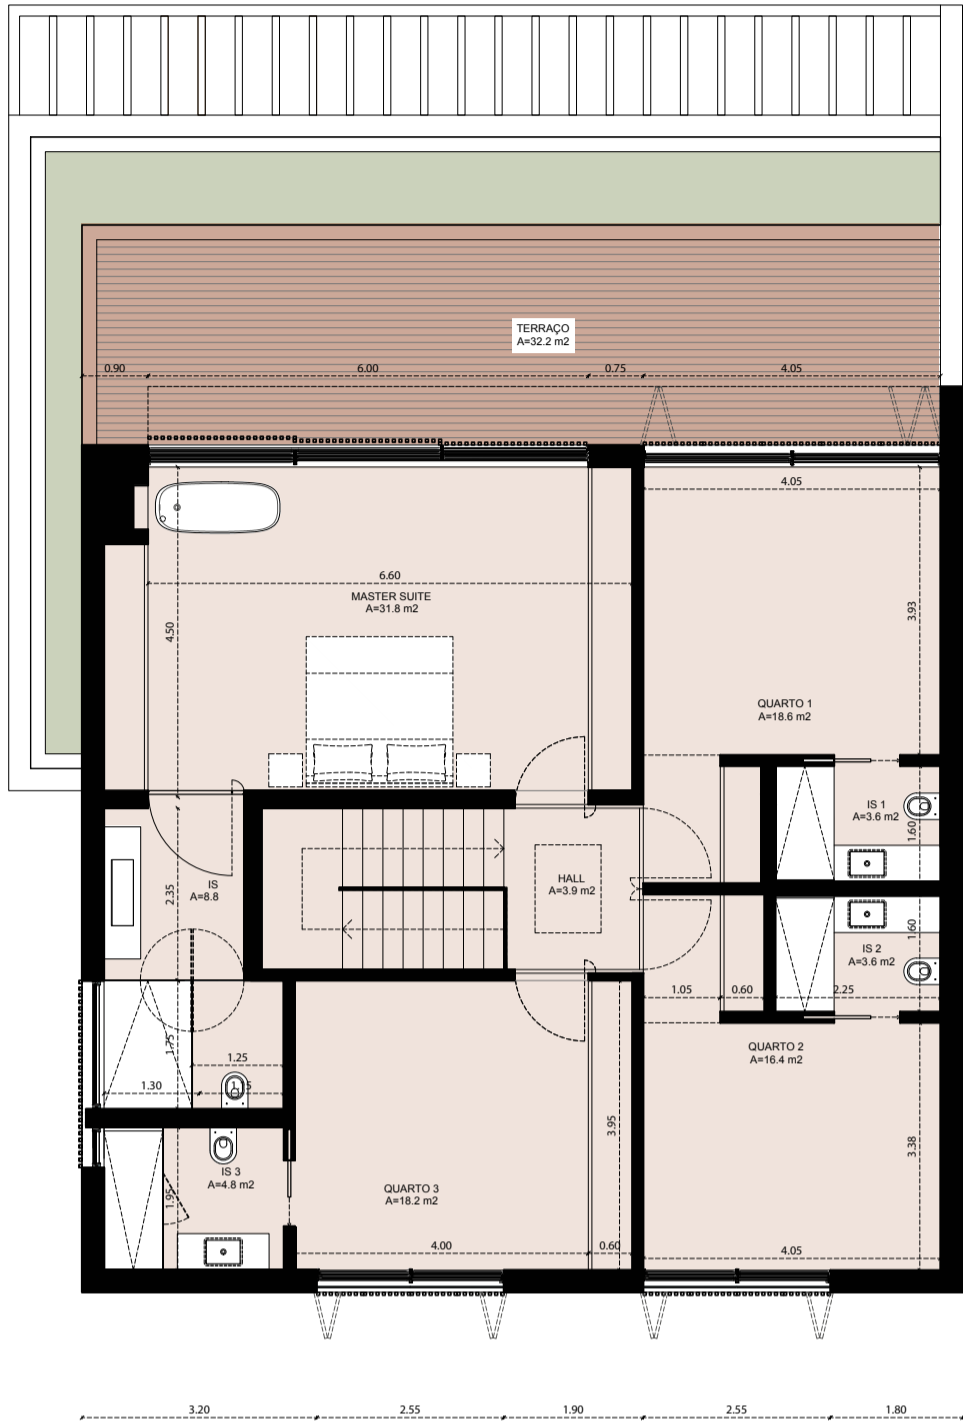 TERRAÇO
A=32.2 m2
0.90
6.00
0.75
4.05
4.05
6.60
MASTER SUITE
A=31.8 m2
4.50
3.93
QUARTO 1
A=18.6 m2
IS 1
A=3.6 m2
1.60
IS
A=8.8
2.35
HALL
A=3.9 m2
IS 2
A=3.6 m2
1.60
1.05
0.60
2.25
1.75
1.25
1.30
1.15
QUARTO 2
A=16.4 m2
3.95
3.38
IS 3
A=4.8 m2
1.95
QUARTO 3
A=18.2 m2
4.00
0.60
4.05
3.20
2.55
1.90
2.55
1.80